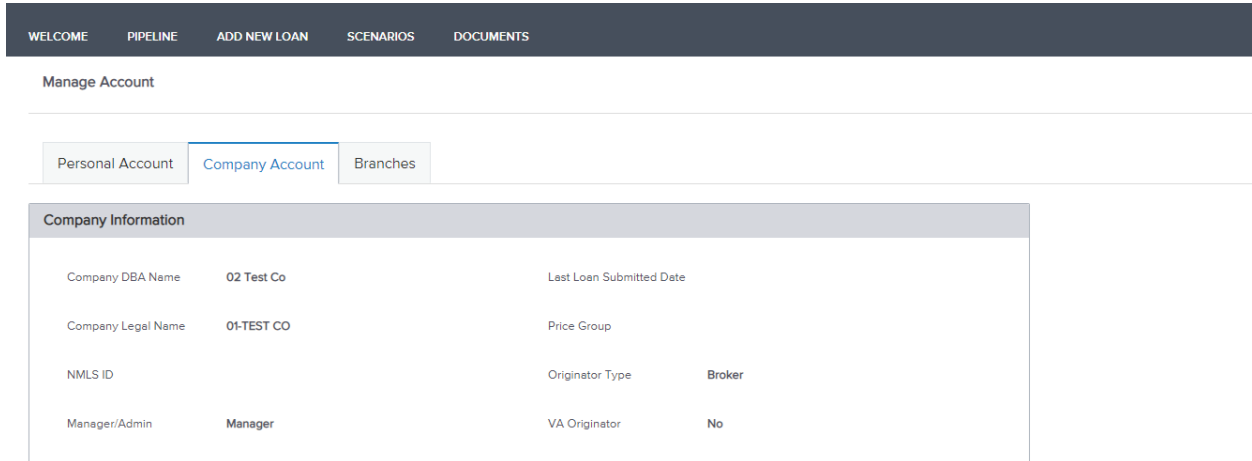 WELCOME PIPELINE ADD NEW LOAN SCENARIOS DOCUMENTS
Manage Account
Personal Account Company Account Branches
Company Information
Company DBA Name 02 Test Co Last Loan Submitted Date
Company Legal Name 01-TEST CO Price Group
NMLS ID Originator Type Broker
Manager/Admin Manager VA Originator No